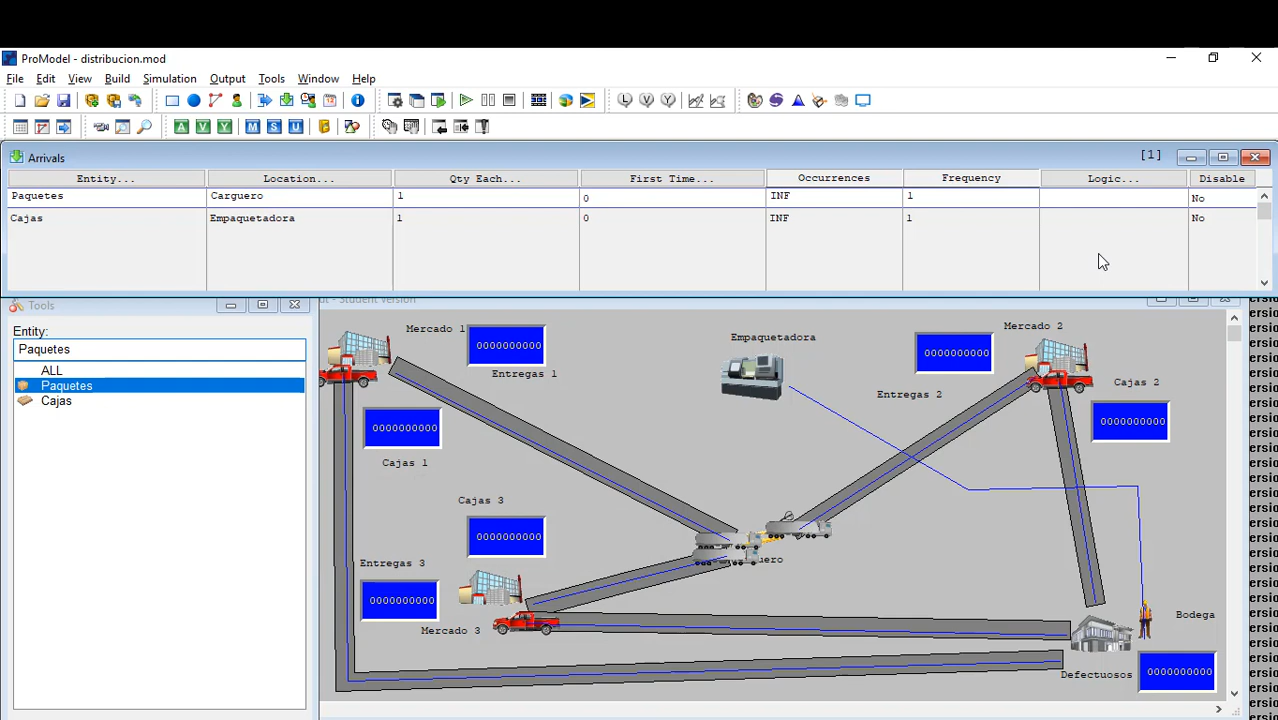 ProModel - distribucion.mod
File Edit View Build Simulation Output Tools Window Help
Arrivals [1]
Entity... Location... Qty Each... First Time... Occurrences Frequency Logic... Disable
Paquetes Carguero 1 0 INF 1 No
Cajas Empaquetadora 1 0 INF 1 No
Tools
Entity:
Paquetes
ALL
Paquetes
Cajas
Student Version
Mercado 1
0000000000
Entregas 1
0000000000
Cajas 1
Cajas 3
0000000000
Entregas 3
0000000000
Mercado 3
Empaquetadora
Mercado 2
0000000000
Entregas 2
Cajas 2
0000000000
Bodega
Defectuosos
0000000000